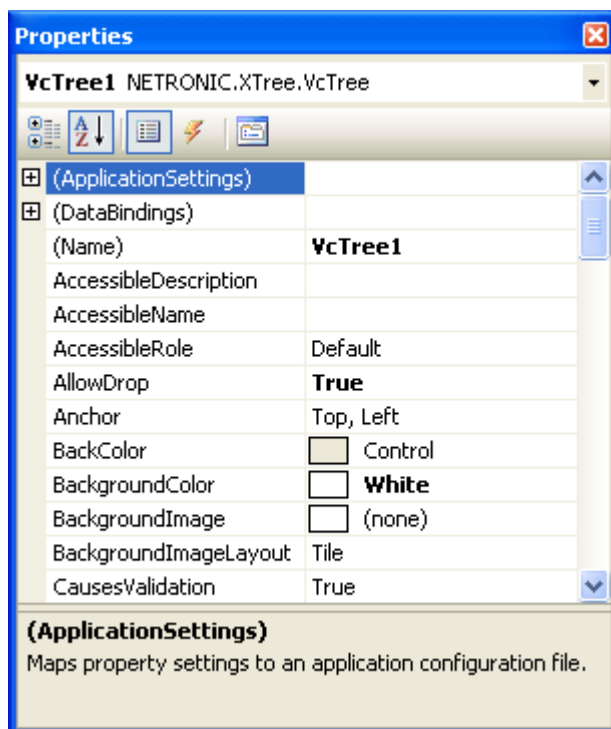 Properties
VcTree1 NETRONIC.XTree.VcTree
(ApplicationSettings)
(DataBindings)
(Name) VcTree1
AccessibleDescription
AccessibleName
AccessibleRole Default
AllowDrop True
Anchor Top, Left
BackColor Control
BackgroundColor White
BackgroundImage (none)
BackgroundImageLayout Tile
CausesValidation True
(ApplicationSettings)
Maps property settings to an application configuration file.